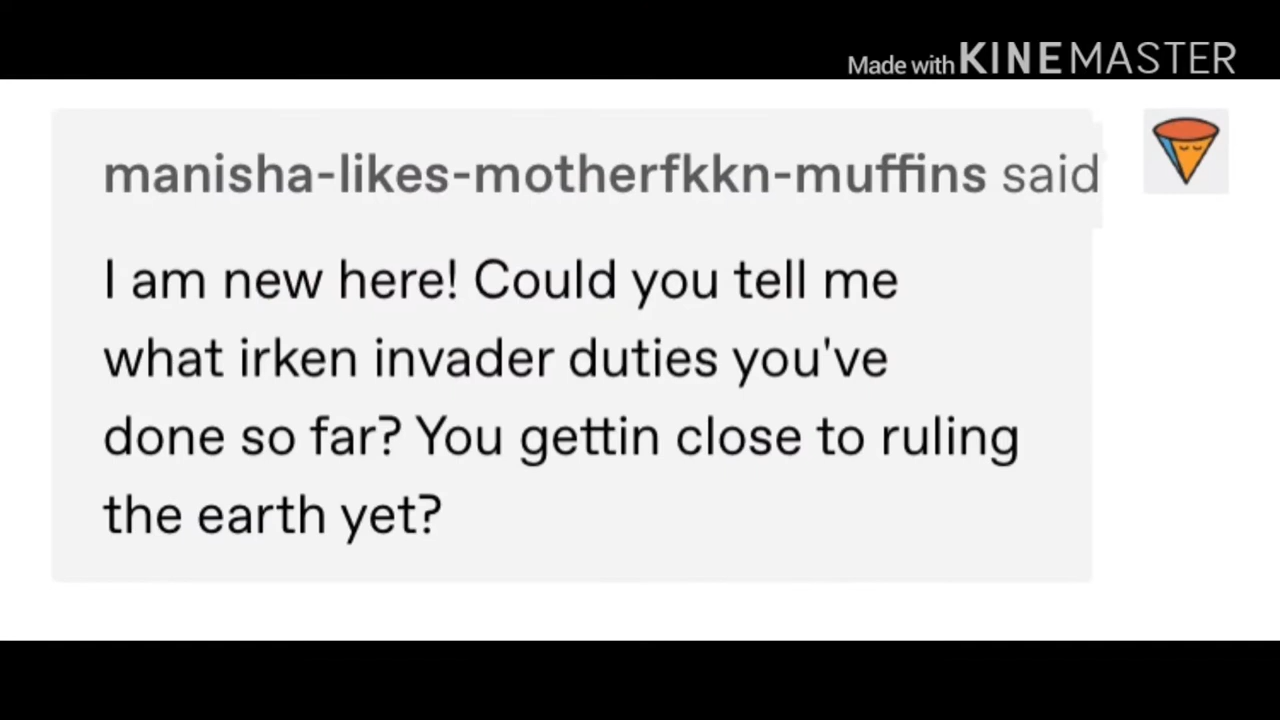 Made with KINEMASTER
manisha-likes-motherfkkn-muffins said
I am new here! Could you tell me
what irken invader duties you've
done so far? You gettin close to ruling
the earth yet?